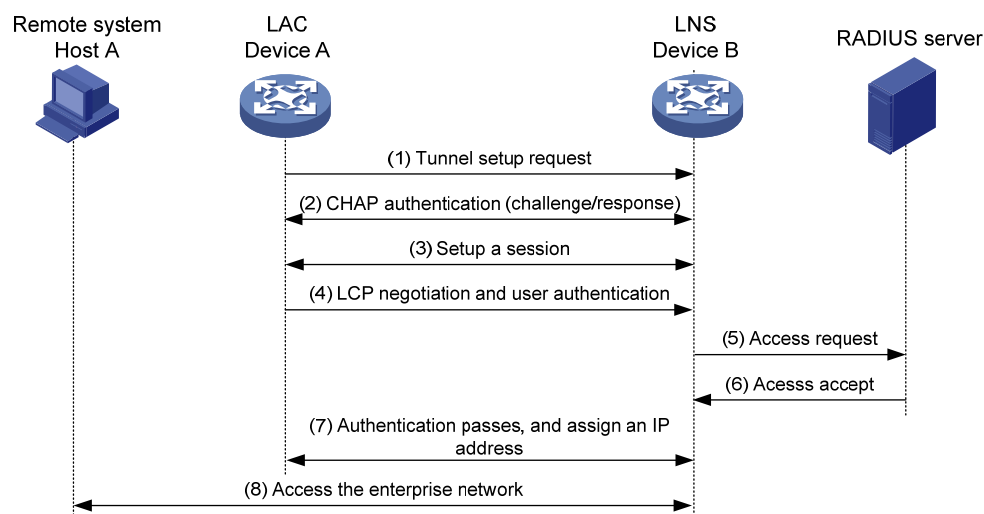 Remote system
Host A
LAC
Device A
LNS
Device B
RADIUS server
(1) Tunnel setup request
(2) CHAP authentication (challenge/response)
(3) Setup a session
(4) LCP negotiation and user authentication
(5) Access request
(6) Acesss accept
(7) Authentication passes, and assign an IP
address
(8) Access the enterprise network